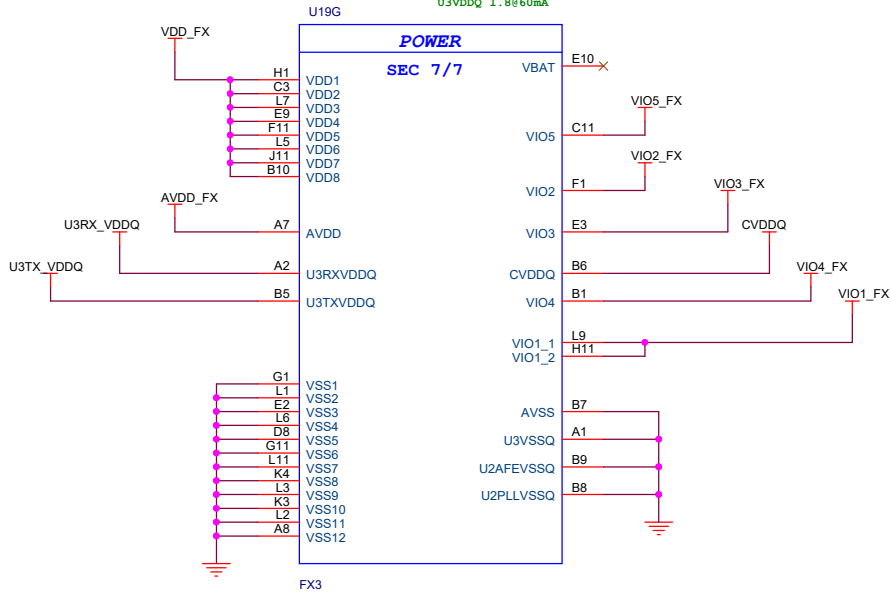 U3VDDQ 1.8@60mA
U19G
POWER
SEC 7/7
VDD_FX
H1 VDD1
C3 VDD2
L7 VDD3
E9 VDD4
F11 VDD5
L5 VDD6
J11 VDD7
B10 VDD8
AVDD_FX
A7 AVDD
U3RX_VDDQ
A2 U3RXVDDQ
U3TX_VDDQ
B5 U3TXVDDQ
G1 VSS1
L1 VSS2
E2 VSS3
L6 VSS4
D8 VSS5
G11 VSS6
L11 VSS7
K4 VSS8
L3 VSS9
K3 VSS10
L2 VSS11
A8 VSS12
VBAT E10
VIO5_FX
VIO5 C11
VIO2_FX
VIO2 F1
VIO3_FX
VIO3 E3
CVDDQ
CVDDQ B6
VIO4_FX
VIO4 B1
VIO1_FX
VIO1_1 L9
VIO1_2 H11
AVSS B7
U3VSSQ A1
U2AFEVSSQ B9
U2PLLVSSQ B8
FX3